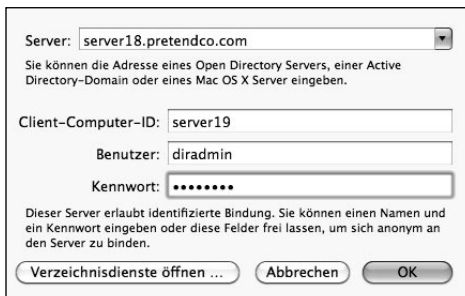 Server: server18.pretendco.com
Sie können die Adresse eines Open Directory Servers, einer Active
Directory-Domain oder eines Mac OS X Server eingeben.
Client-Computer-ID: server19
Benutzer: diradmin
Kennwort: ••••••••
Dieser Server erlaubt identifizierte Bindung. Sie können einen Namen und
ein Kennwort eingeben oder diese Felder frei lassen, um sich anonym an
den Server zu binden.
Verzeichnisdienste öffnen ... Abbrechen OK